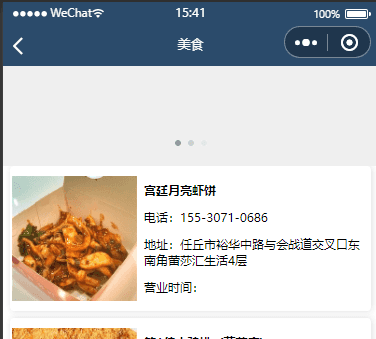 WeChat
15:41
100%
美食
宫廷月亮虾饼
电话：155-3071-0686
地址：任丘市裕华中路与会战道交叉口东
南角茴莎汇生活4层
营业时间：